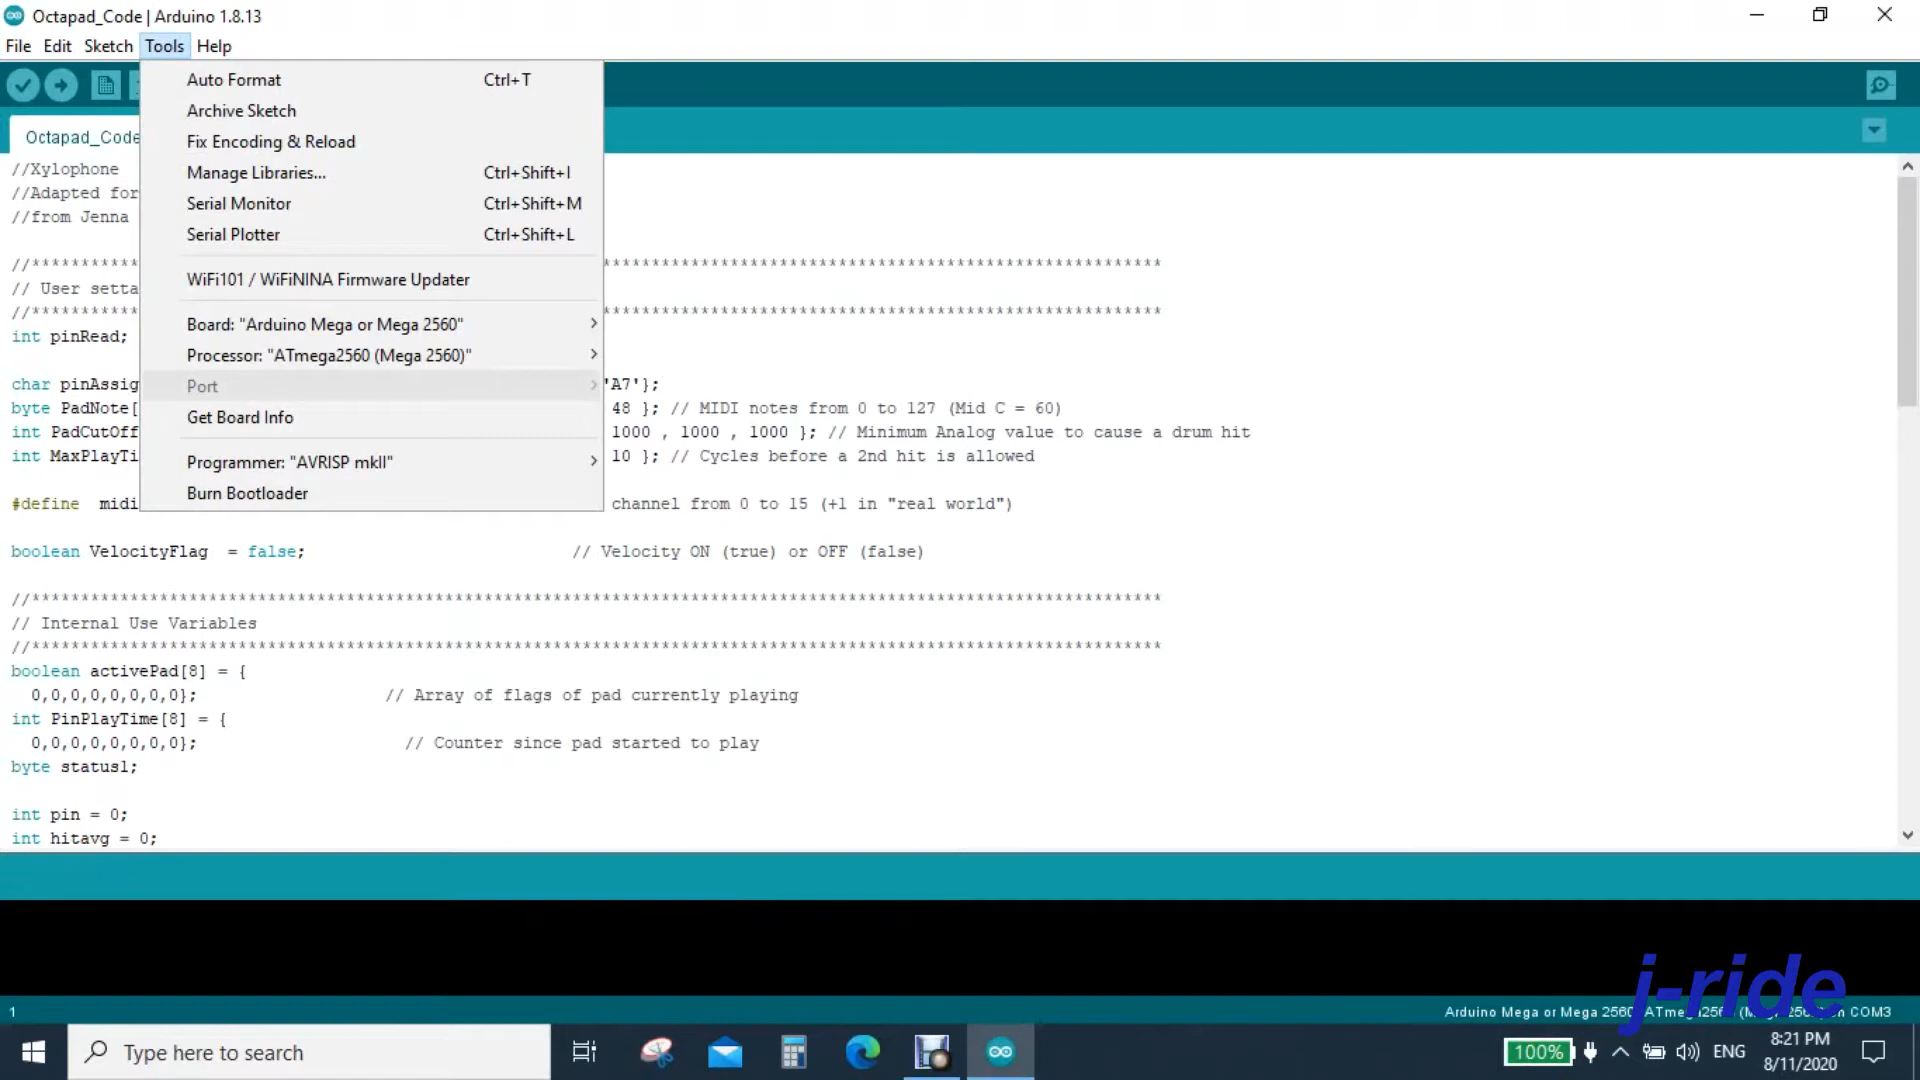 Octapad_Code | Arduino 1.8.13
File Edit Sketch Tools Help
Auto Format Ctrl+T
Archive Sketch
Fix Encoding & Reload
Manage Libraries... Ctrl+Shift+I
Serial Monitor Ctrl+Shift+M
Serial Plotter Ctrl+Shift+L
WiFi101 / WiFiNINA Firmware Updater
Board: "Arduino Mega or Mega 2560"
Processor: "ATmega2560 (Mega 2560)"
Port
Get Board Info
Programmer: "AVRISP mkII"
Burn Bootloader
Octapad_Code
//Xylophone
//Adapted for
//from Jenna
//**********************************************************************
// User setta
//**********************************************************************
int pinRead;
char pinAssig 'A7'};
byte PadNote[ 48 }; // MIDI notes from 0 to 127 (Mid C = 60)
int PadCutOff 1000 , 1000 , 1000 }; // Minimum Analog value to cause a drum hit
int MaxPlayTi 10 }; // Cycles before a 2nd hit is allowed
#define midi channel from 0 to 15 (+1 in "real world")
boolean VelocityFlag = false; // Velocity ON (true) or OFF (false)
//**********************************************************************
// Internal Use Variables
//**********************************************************************
boolean activePad[8] = {
0,0,0,0,0,0,0,0}; // Array of flags of pad currently playing
int PinPlayTime[8] = {
0,0,0,0,0,0,0,0}; // Counter since pad started to play
byte status1;
int pin = 0;
int hitavg = 0;
j-ride
1 Arduino Mega or Mega 2560, COM3
Type here to search
100% ENG 8:21 PM
8/11/2020